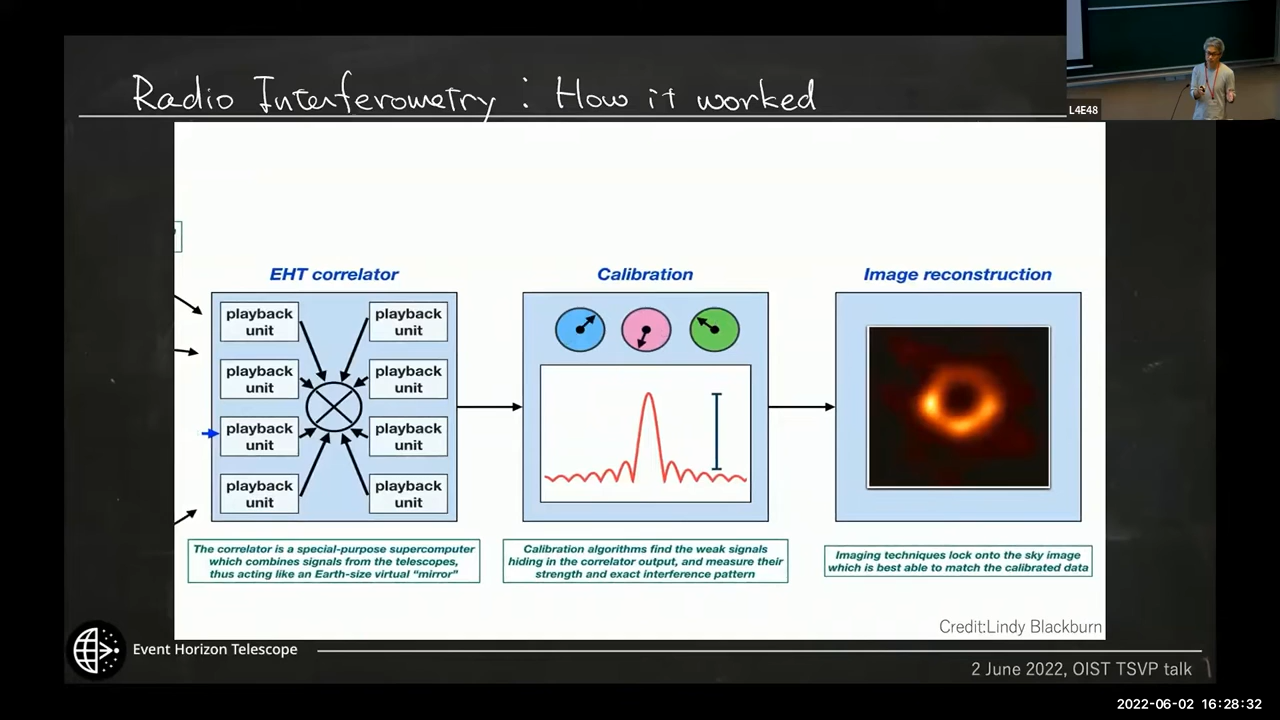 Radio Interferometry : How it worked
L4E48
EHT correlator
playback
unit
playback
unit
playback
unit
playback
unit
playback
unit
playback
unit
playback
unit
playback
unit
The correlator is a special-purpose supercomputer
which combines signals from the telescopes,
thus acting like an Earth-size virtual “mirror”
Calibration
Calibration algorithms find the weak signals
hiding in the correlator output, and measure their
strength and exact interference pattern
Image reconstruction
Imaging techniques lock onto the sky image
which is best able to match the calibrated data
Credit:Lindy Blackburn
Event Horizon Telescope
2 June 2022, OIST TSVP talk
2022-06-02 16:28:32